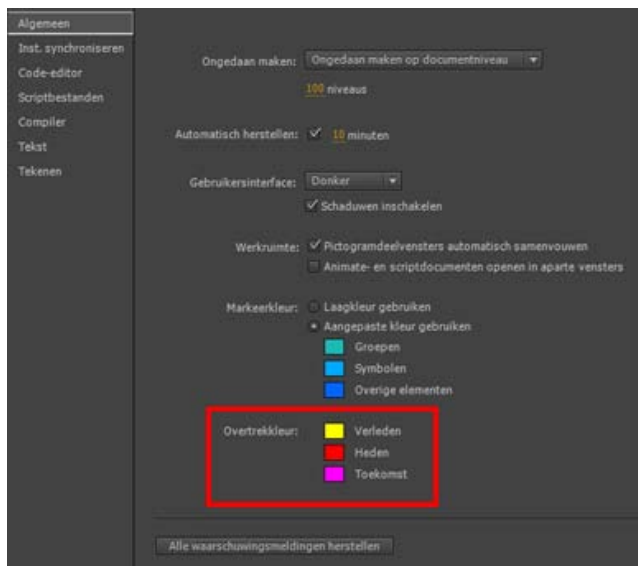 Algemeen
Inst. synchroniseren
Code-editor
Scriptbestanden
Compiler
Tekst
Tekenen
Ongedaan maken: Ongedaan maken op documentniveau
100 niveaus
Automatisch herstellen: 10 minuten
Gebruikersinterface: Donker
Schaduwen inschakelen
Werkruimte: Pictogramdeelvensters automatisch samenvouwen
Animate- en scriptdocumenten openen in aparte vensters
Markeerkleur: Laagkleur gebruiken
Aangepaste kleur gebruiken
Groepen
Symbolen
Overige elementen
Overtrekkleur: Verleden
Heden
Toekomst
Alle waarschuwingsmeldingen herstellen